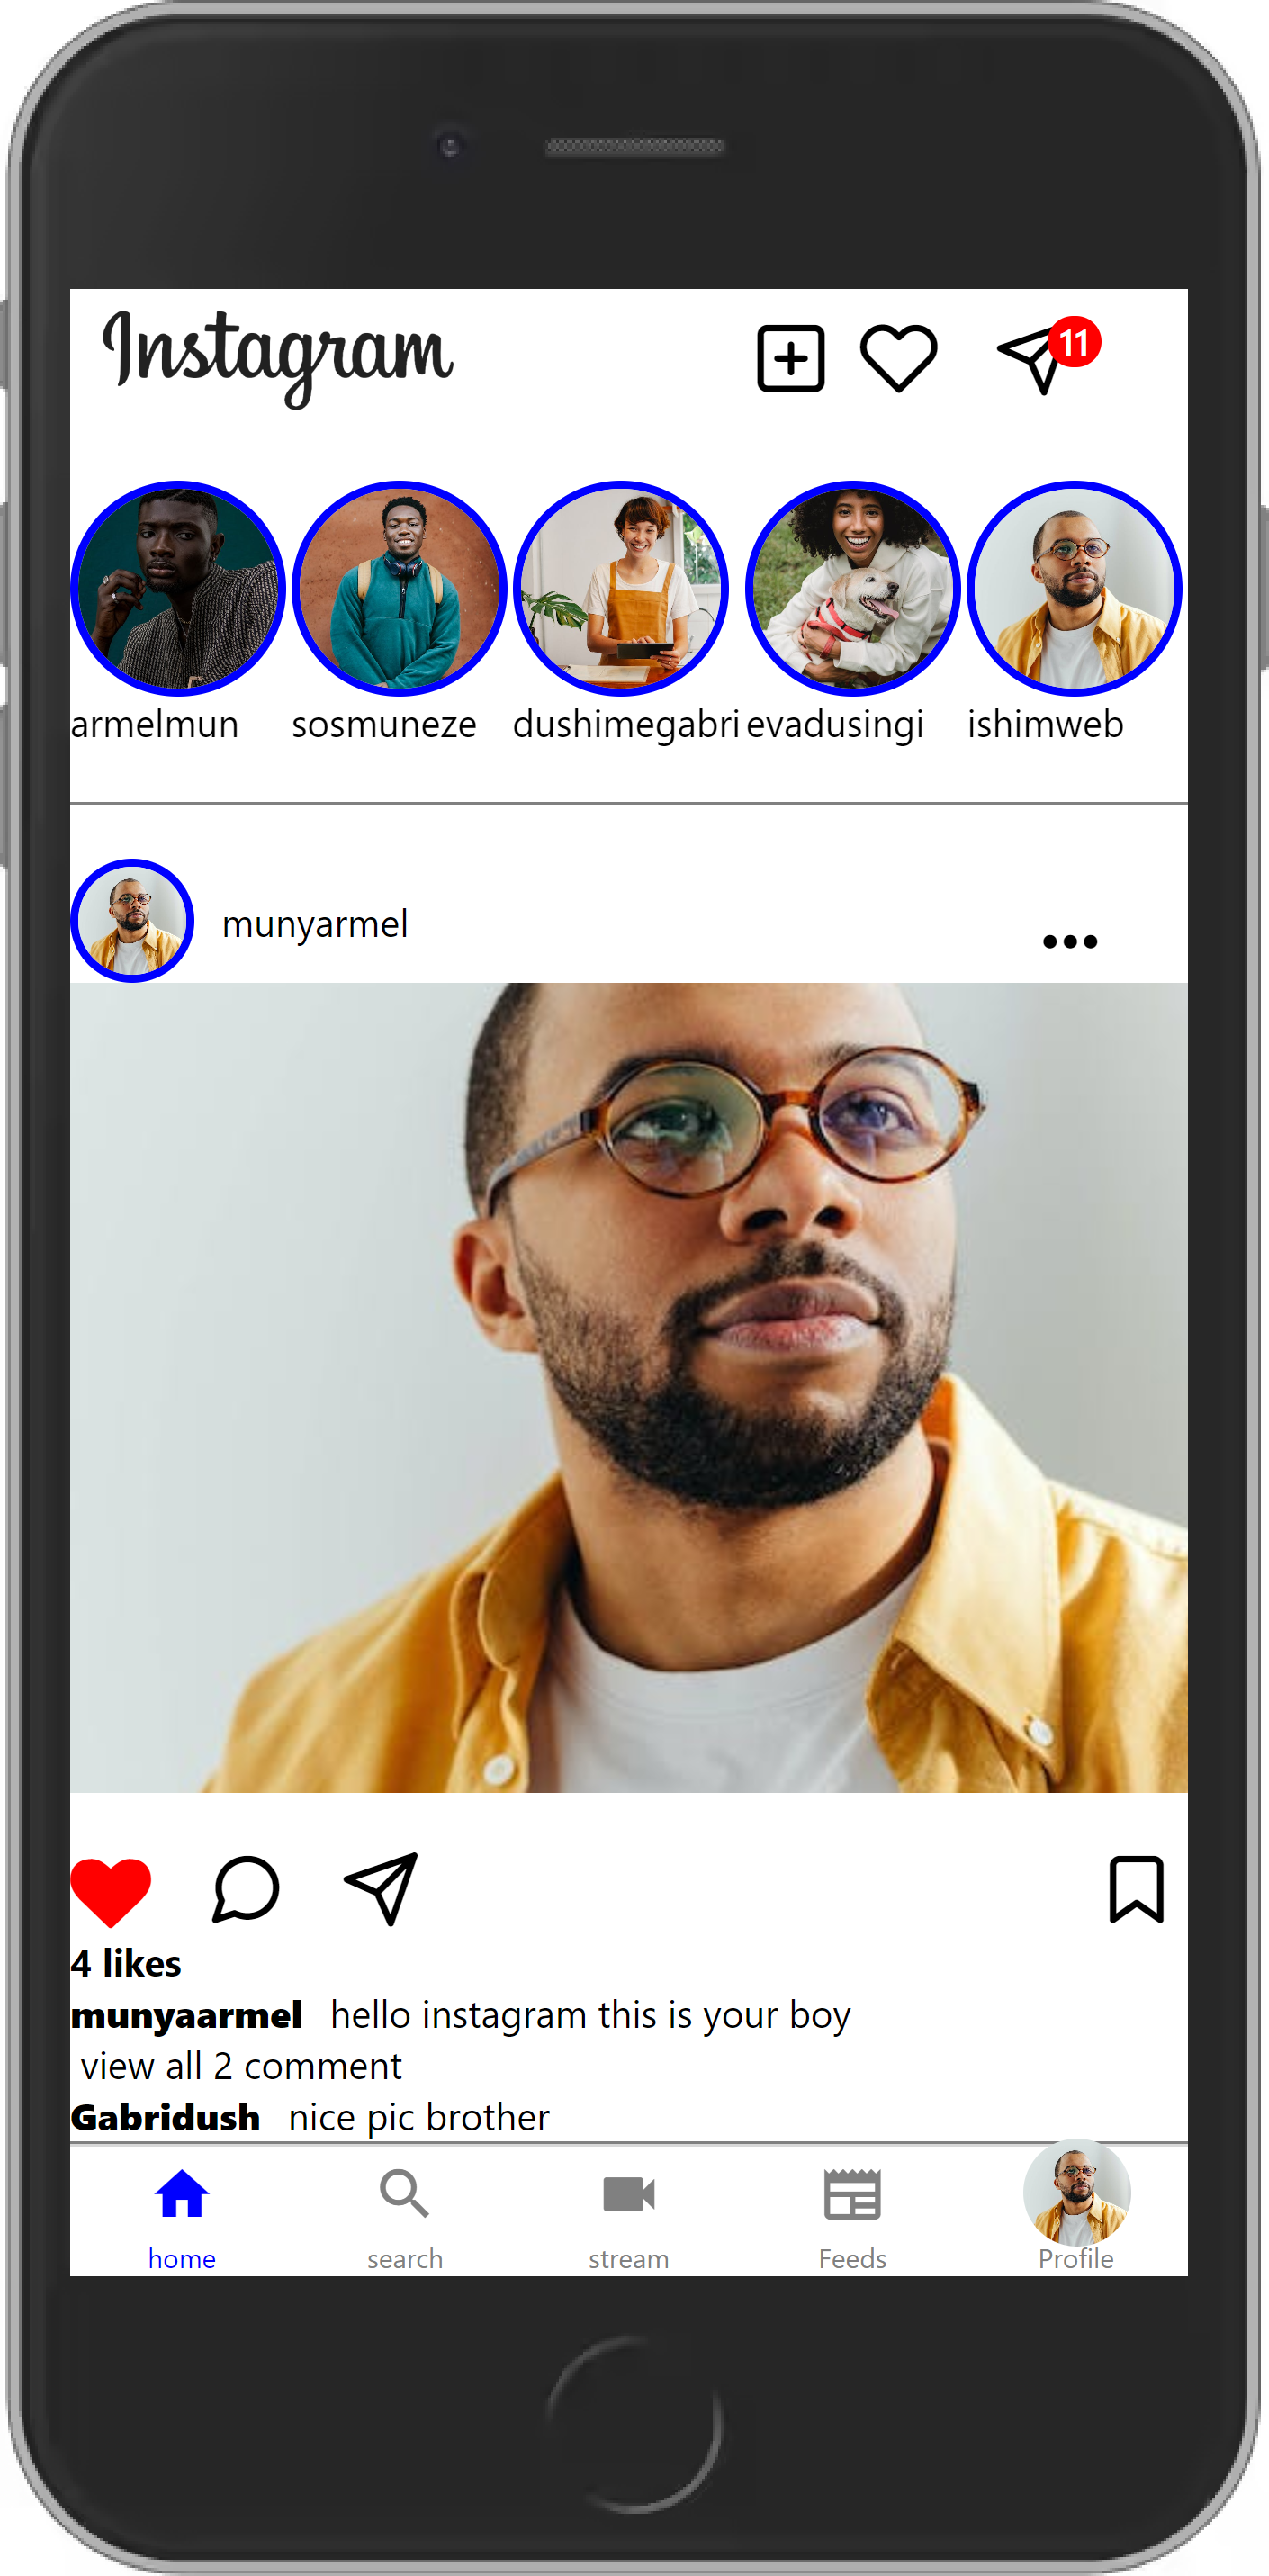 Instagram
11
armelmun sosmuneze dushimegabri evadusingi ishimweb
munyarmel
4 likes
munyaarmel hello instagram this is your boy
view all 2 comment
Gabridush nice pic brother
home search stream Feeds Profile